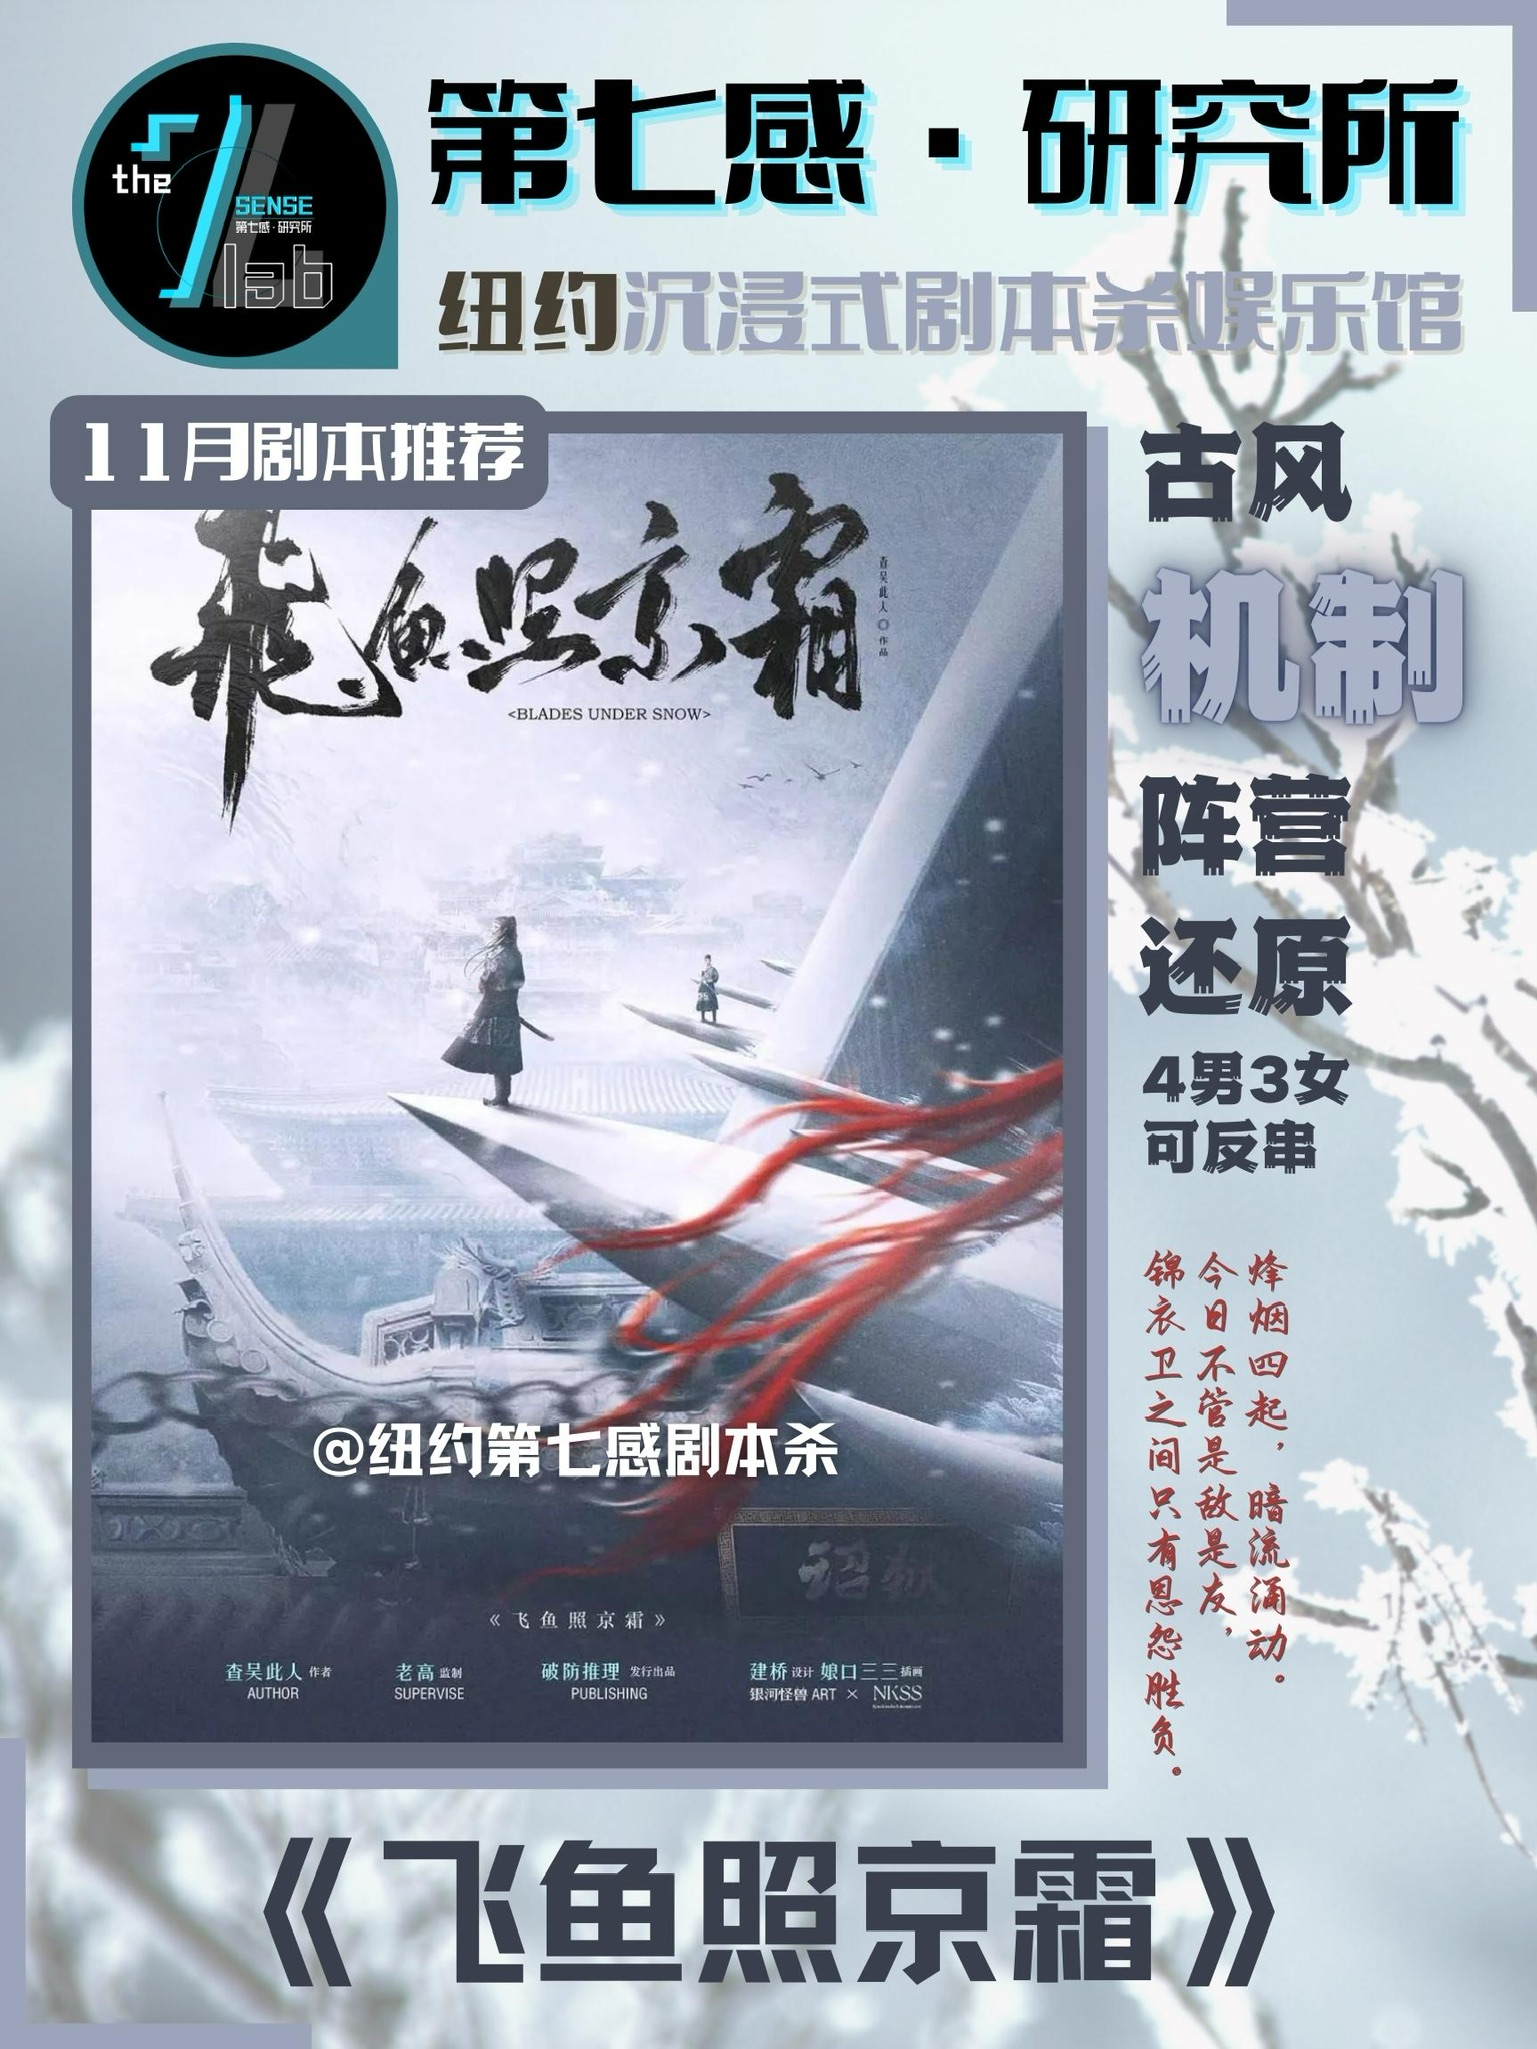 第七感·研究所
the
SENSE
第七感·研究所
lab
纽约沉浸式剧本杀娱乐馆
11月剧本推荐
飛魚照京霜
查吴此人◎作品
<BLADES UNDER SNOW>
古风
机制
阵营
还原
4男3女
可反串
烽烟四起，暗流涌动。
今日不管是敌是友，
锦衣卫之间只有恩怨胜负。
@纽约第七感剧本杀
诏狱
《飞鱼照京霜》
查吴此人 作者
AUTHOR
老高 监制
SUPERVISE
破防推理 发行出品
PUBLISHING
建桥 设计 娘口三三 插画
银河怪兽 ART × NKSS
《飞鱼照京霜》